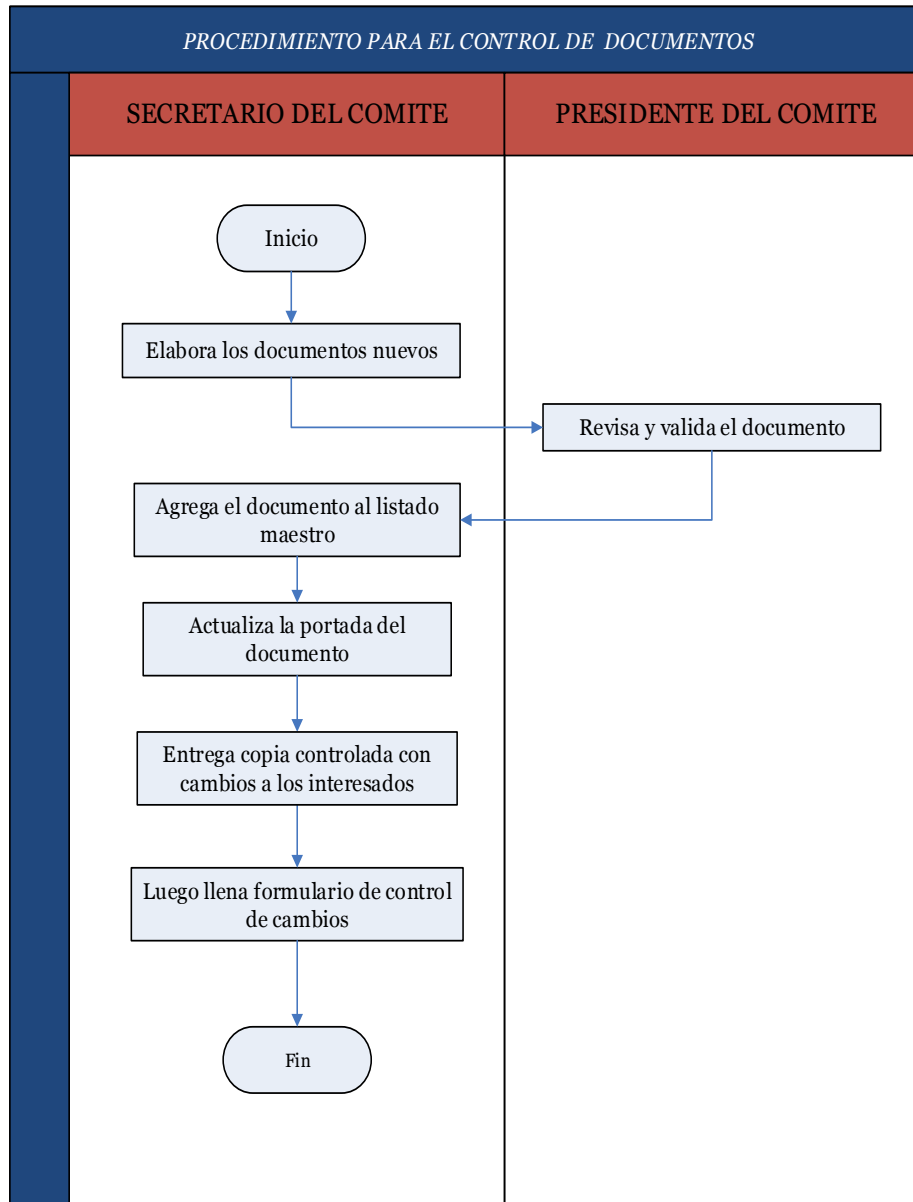 PROCEDIMIENTO PARA EL CONTROL DE DOCUMENTOS
SECRETARIO DEL COMITE
PRESIDENTE DEL COMITE
Inicio
Elabora los documentos nuevos
Revisa y valida el documento
Agrega el documento al listado
maestro
Actualiza la portada del
documento
Entrega copia controlada con
cambios a los interesados
Luego llena formulario de control
de cambios
Fin